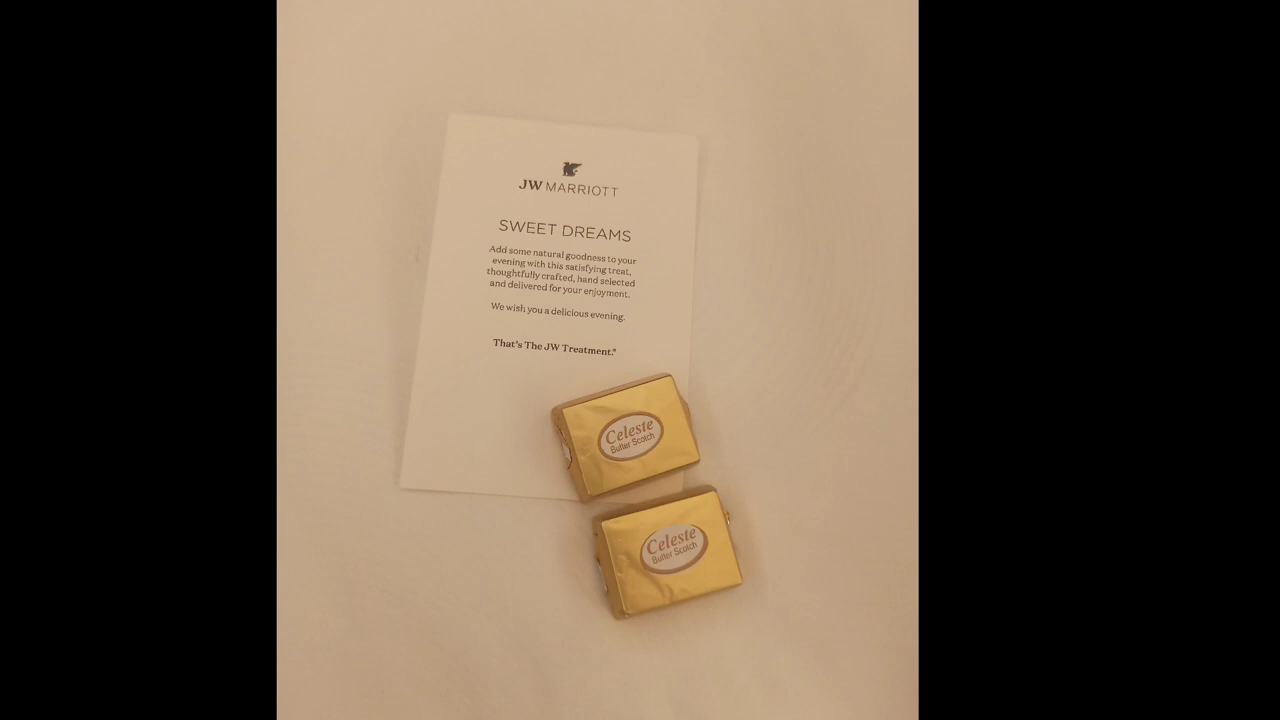 JW MARRIOTT
SWEET DREAMS
Add some natural goodness to your
evening with this satisfying treat,
thoughtfully crafted, hand selected
and delivered for your enjoyment.
We wish you a delicious evening.
That's The JW Treatment.®
Celeste
Butter Scotch
Celeste
Butter Scotch